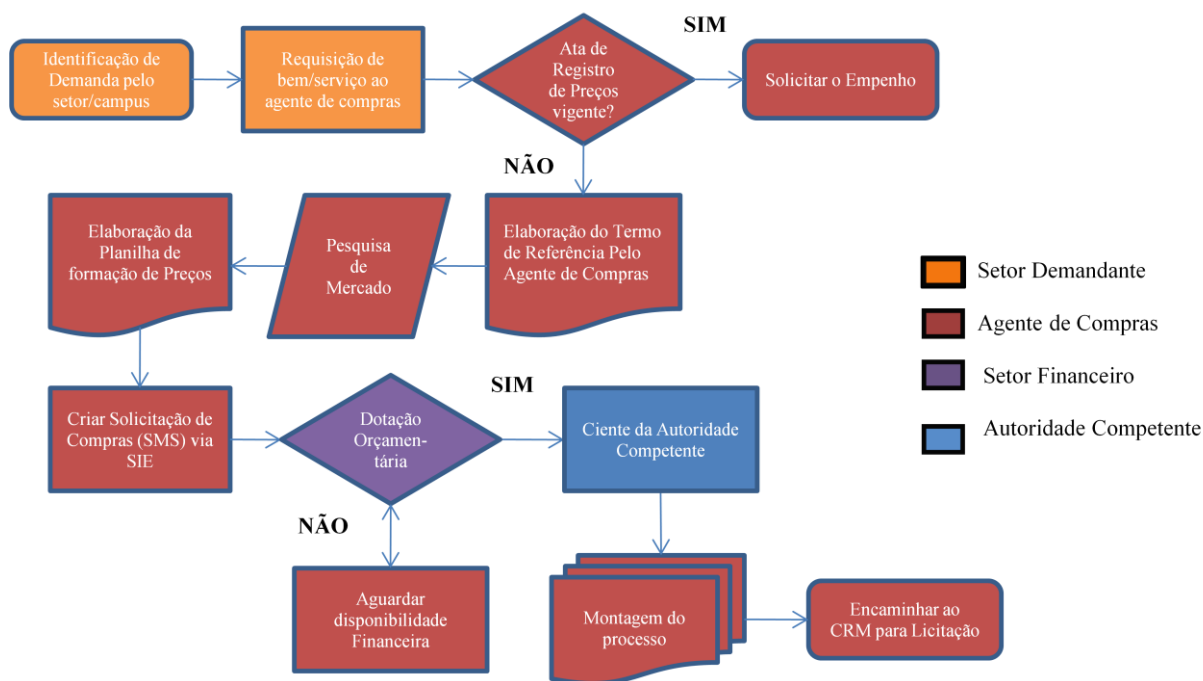 SIM
Identificação de
Demanda pelo
setor/campus
Requisição de
bem/serviço ao
agente de compras
Ata de
Registro
de Preços
vigente?
Solicitar o Empenho
NÃO
Elaboração da
Planilha de
formação de Preços
Pesquisa
de
Mercado
Elaboração do Termo
de Referência Pelo
Agente de Compras
Setor Demandante
Agente de Compras
Setor Financeiro
Autoridade Competente
SIM
Criar Solicitação de
Compras (SMS) via
SIE
Dotação
Orçamen-
tária
Ciente da Autoridade
Competente
NÃO
Aguardar
disponibilidade
Financeira
Montagem do
processo
Encaminhar ao
CRM para Licitação